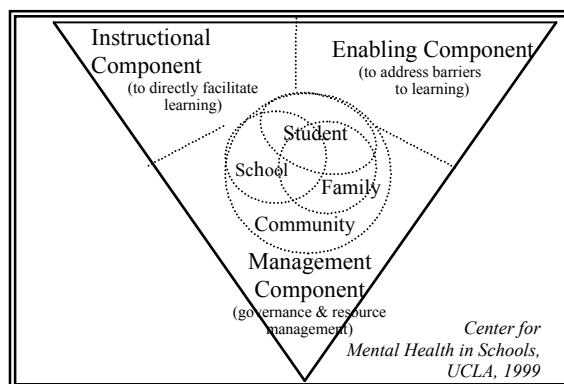 Instructional
Component
(to directly facilitate
learning)
Enabling Component
(to address barriers
to learning)
Student
School
Family
Community
Management
Component
(governance & resource
management)
Center for
Mental Health in Schools,
UCLA, 1999